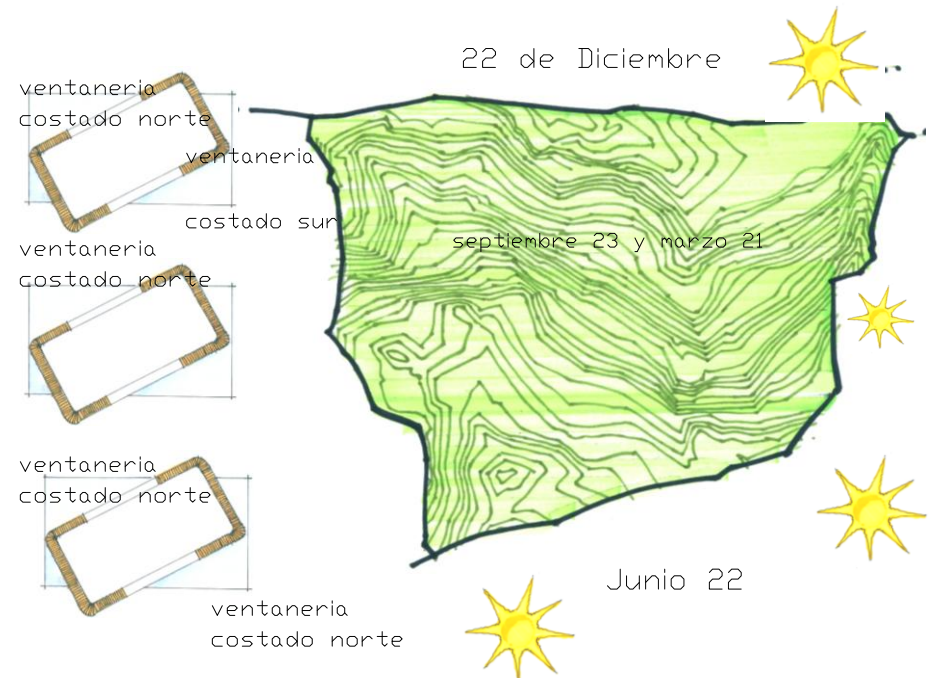 22 de Diciembre
ventaneria
costado norte
ventaneria
costado sur
septiembre 23 y marzo 21
ventaneria
costado norte
ventaneria
costado norte
Junio 22
ventaneria
costado norte